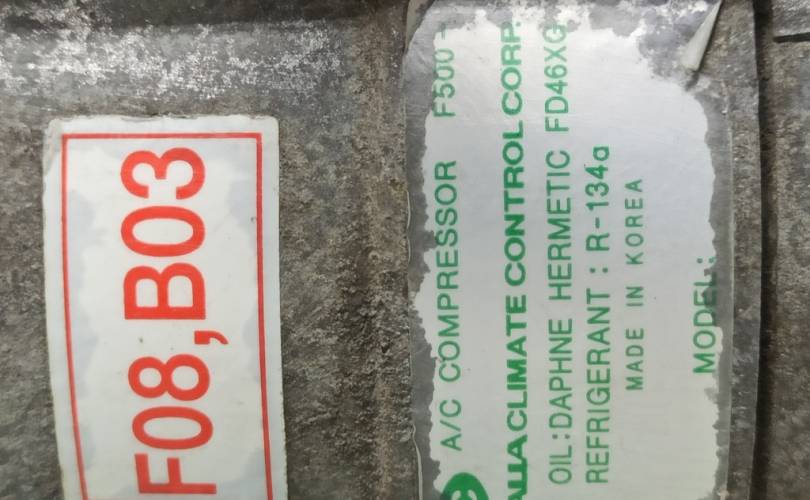 F08,B03
A/C COMPRESSOR F500-
CLIMATE CONTROL CORP.
OIL:DAPHNE HERMETIC FD46XG
REFRIGERANT : R-134a
MADE IN KOREA
MODEL: